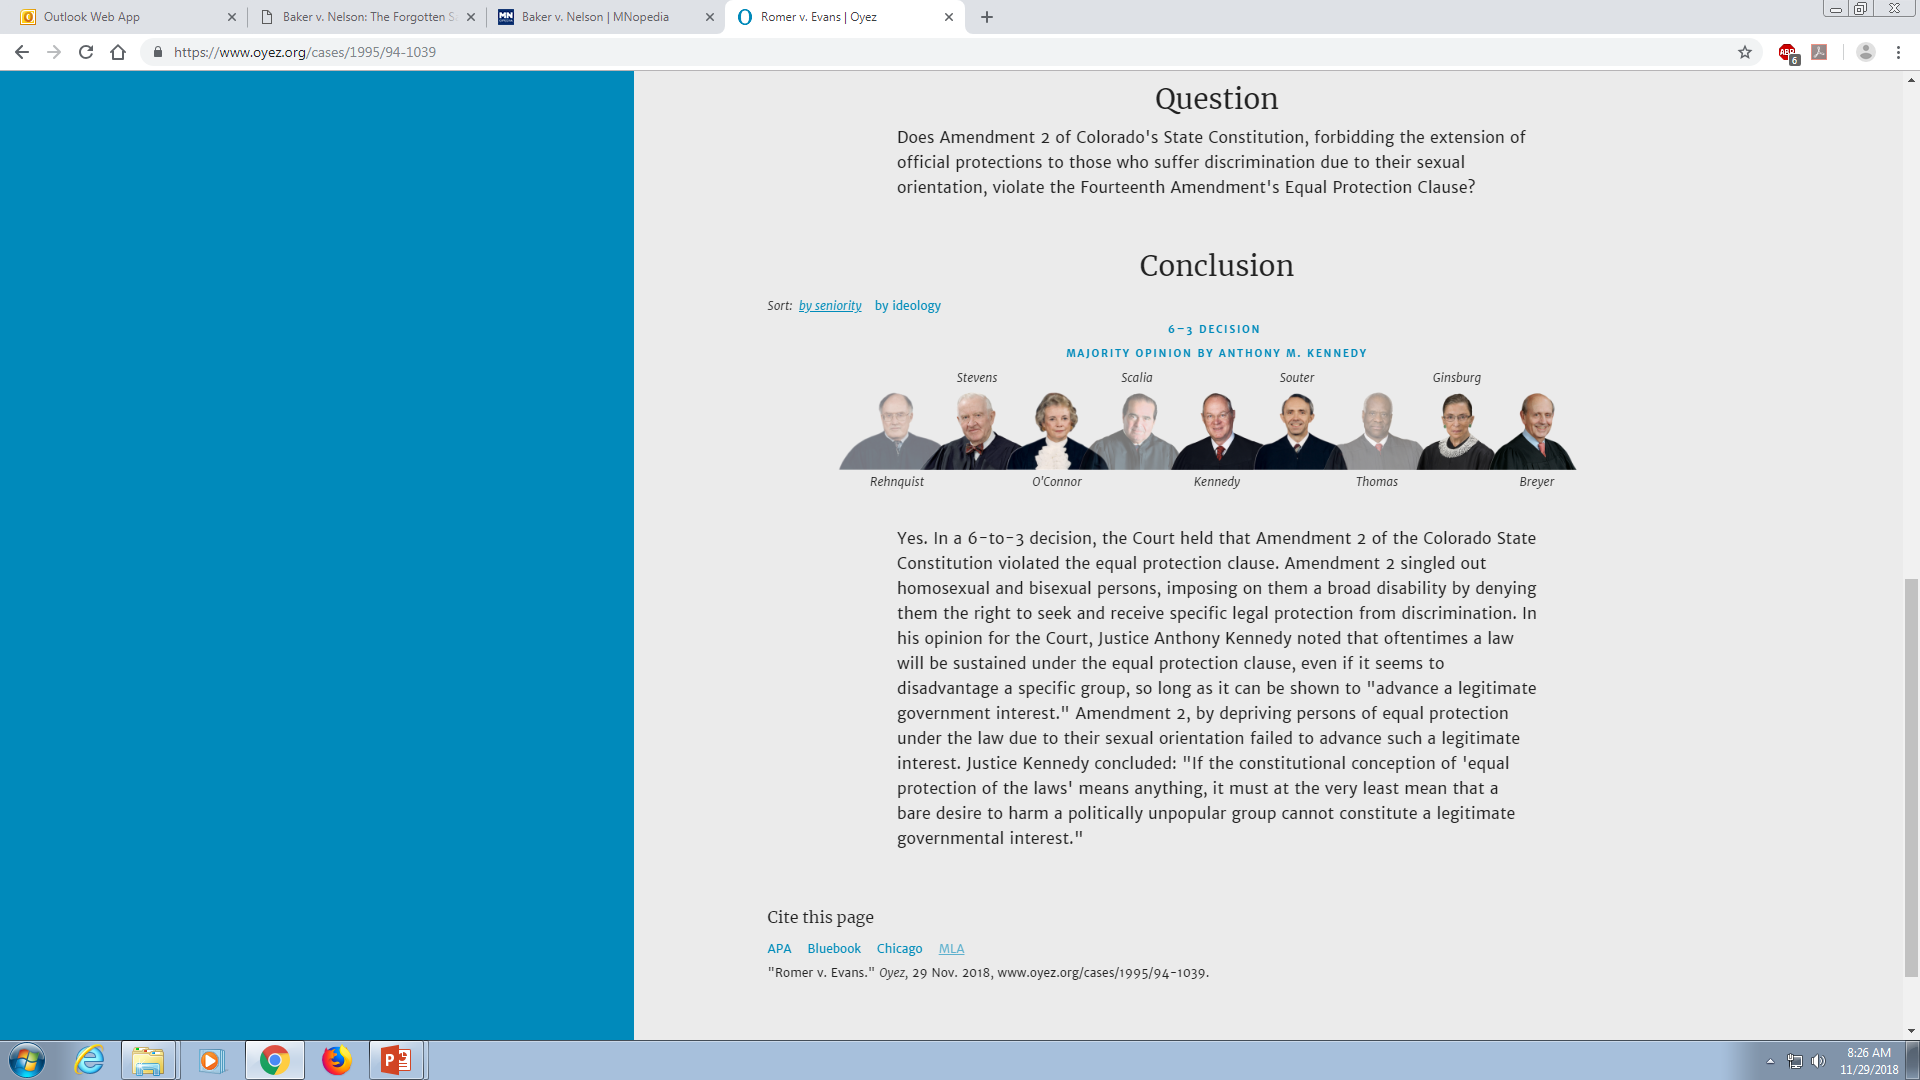 Outlook Web App
Baker v. Nelson: The Forgotten S
Baker v. Nelson | MNopedia
Romer v. Evans | Oyez
https://www.oyez.org/cases/1995/94-1039
ABP
6
MN
Question
Does Amendment 2 of Colorado's State Constitution, forbidding the extension of
official protections to those who suffer discrimination due to their sexual
orientation, violate the Fourteenth Amendment's Equal Protection Clause?
Conclusion
Sort: by seniority by ideology
6–3 DECISION
MAJORITY OPINION BY ANTHONY M. KENNEDY
Stevens Scalia Souter Ginsburg
Rehnquist O'Connor Kennedy Thomas Breyer
Yes. In a 6-to-3 decision, the Court held that Amendment 2 of the Colorado State
Constitution violated the equal protection clause. Amendment 2 singled out
homosexual and bisexual persons, imposing on them a broad disability by denying
them the right to seek and receive specific legal protection from discrimination. In
his opinion for the Court, Justice Anthony Kennedy noted that oftentimes a law
will be sustained under the equal protection clause, even if it seems to
disadvantage a specific group, so long as it can be shown to "advance a legitimate
government interest." Amendment 2, by depriving persons of equal protection
under the law due to their sexual orientation failed to advance such a legitimate
interest. Justice Kennedy concluded: "If the constitutional conception of 'equal
protection of the laws' means anything, it must at the very least mean that a
bare desire to harm a politically unpopular group cannot constitute a legitimate
governmental interest."
Cite this page
APA Bluebook Chicago MLA
"Romer v. Evans." Oyez, 29 Nov. 2018, www.oyez.org/cases/1995/94-1039.
8:26 AM
11/29/2018